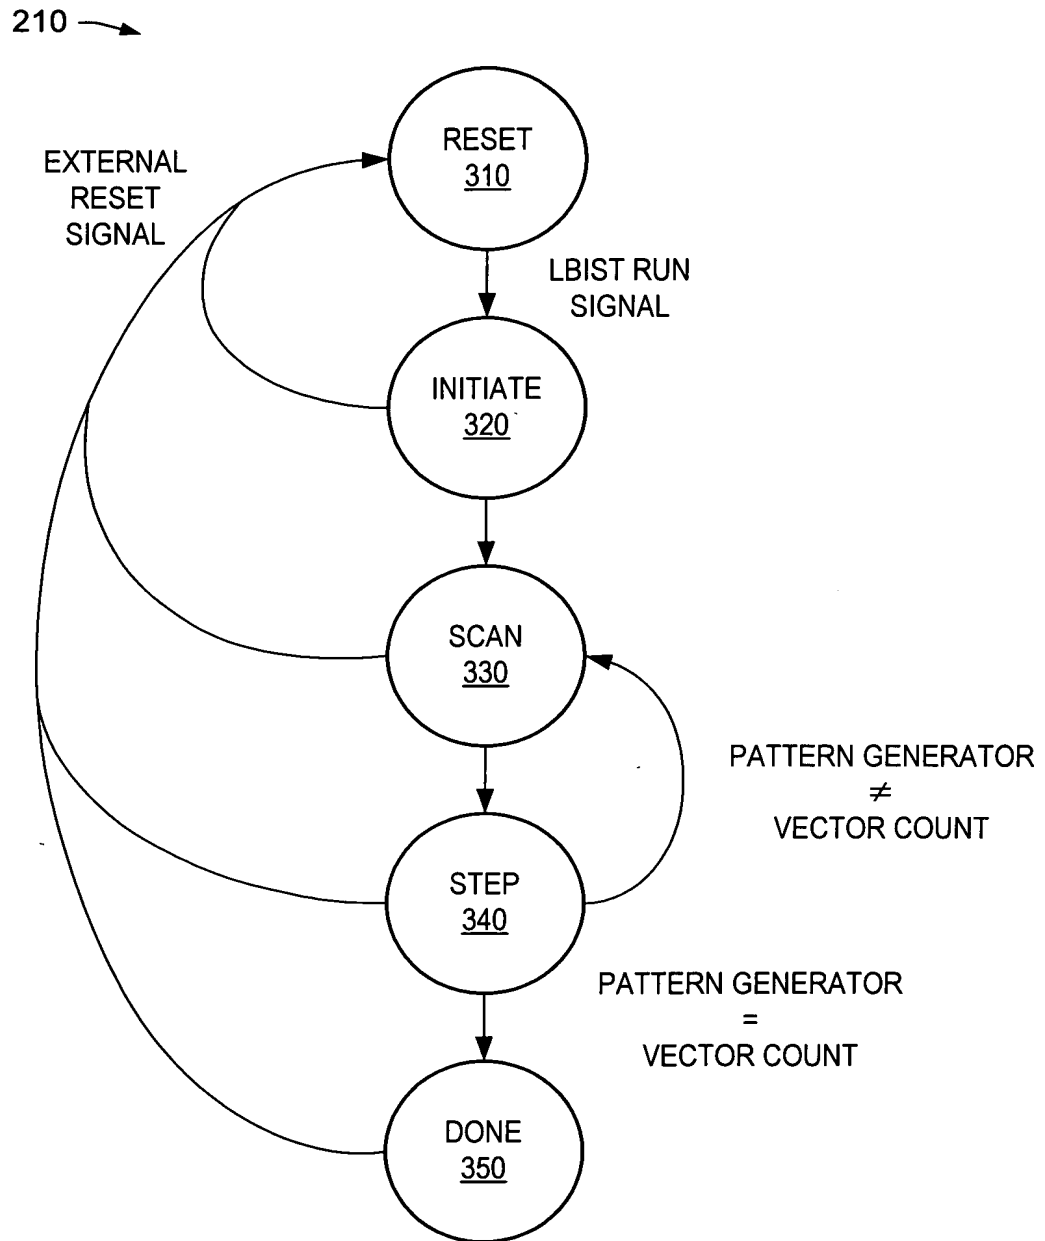 210
RESET
310
EXTERNAL
RESET
SIGNAL
LBIST RUN
SIGNAL
INITIATE
320
SCAN
330
PATTERN GENERATOR
≠
VECTOR COUNT
STEP
340
PATTERN GENERATOR
=
VECTOR COUNT
DONE
350